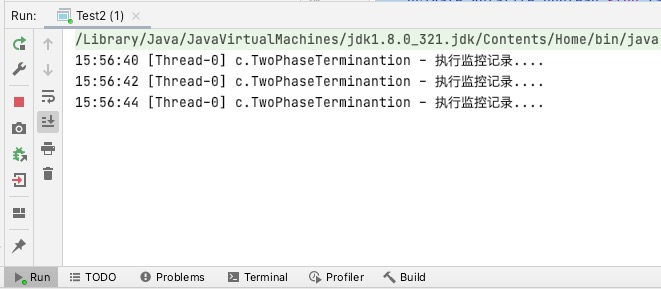 Run: Test2 (1)
/Library/Java/JavaVirtualMachines/jdk1.8.0_321.jdk/Contents/Home/bin/java
15:56:40 [Thread-0] c.TwoPhaseTerminantion - 执行监控记录....
15:56:42 [Thread-0] c.TwoPhaseTerminantion - 执行监控记录....
15:56:44 [Thread-0] c.TwoPhaseTerminantion - 执行监控记录....
Run TODO Problems Terminal Profiler Build